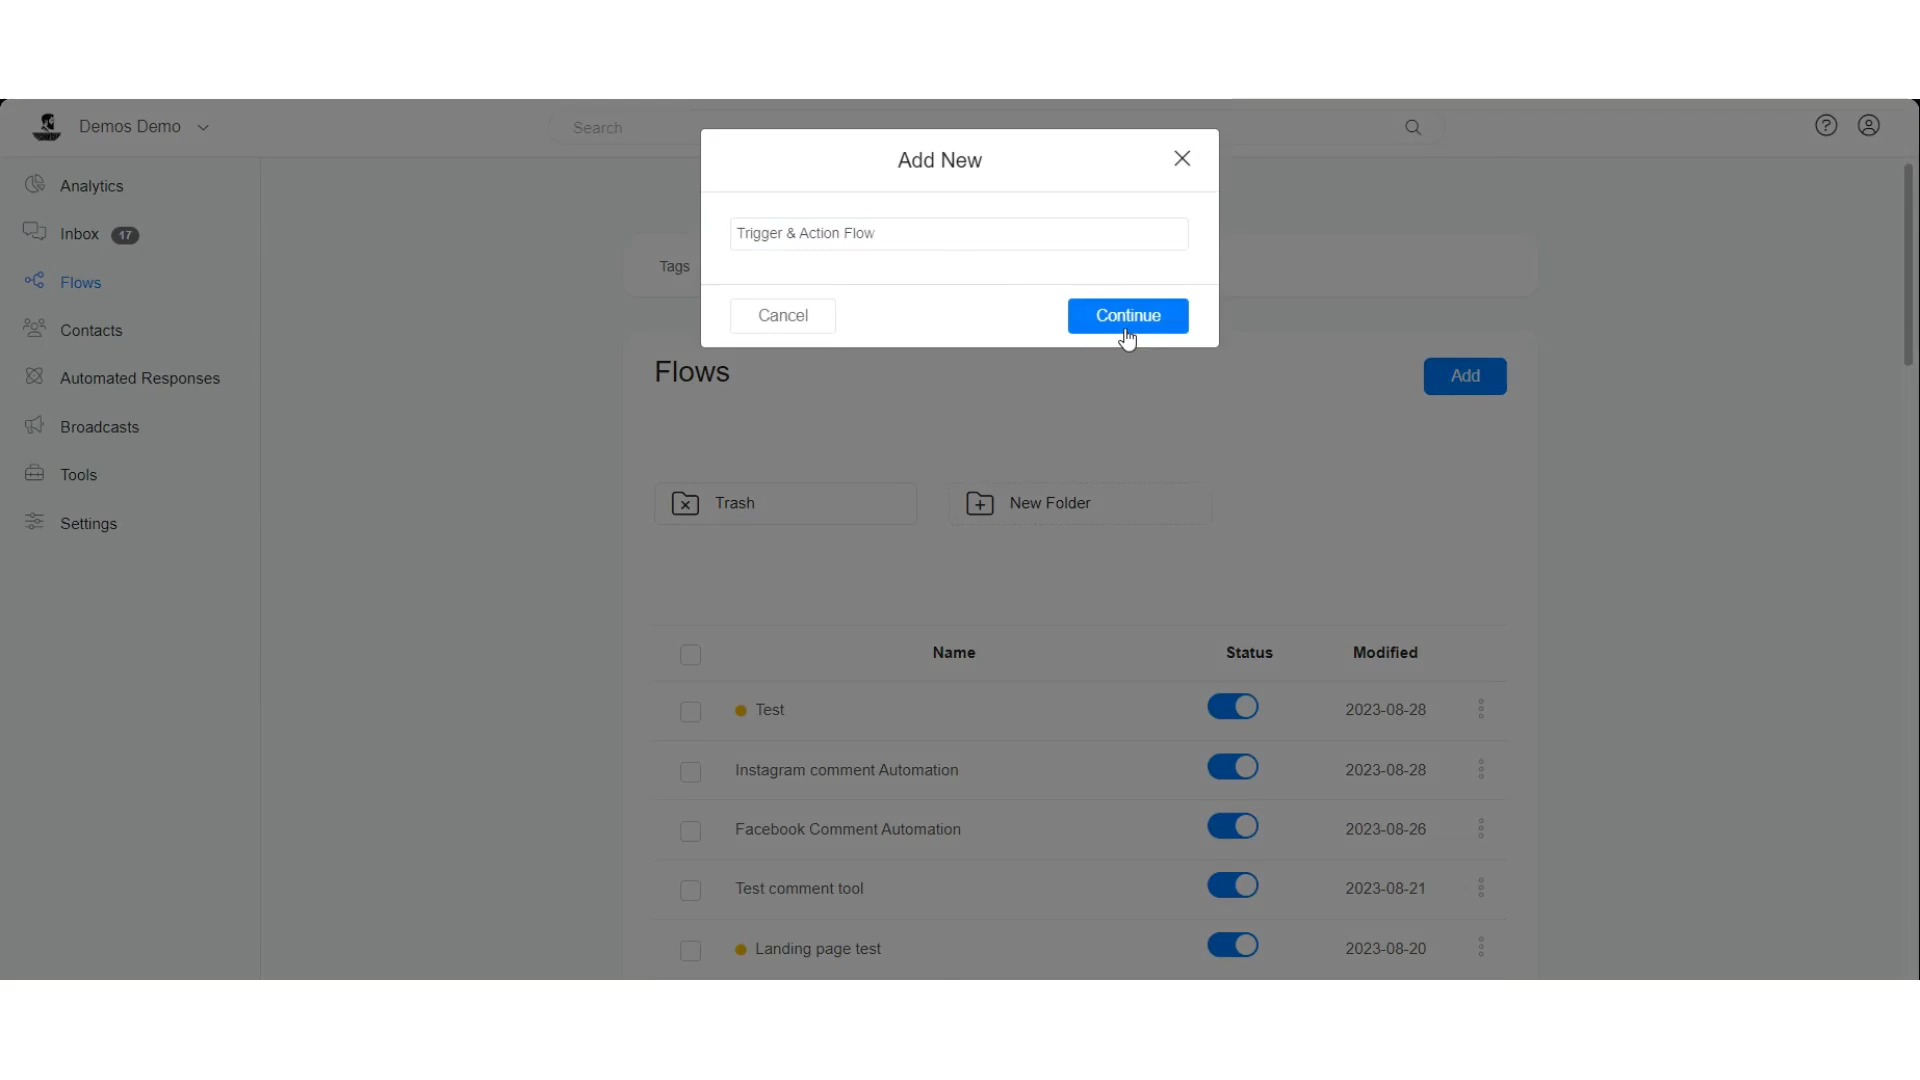 Demos Demo
Search
Add New
Analytics
Inbox 17
Trigger & Action Flow
Tags
Flows
Cancel
Continue
Contacts
Flows
Add
Automated Responses
Broadcasts
Tools
Trash
New Folder
Settings
Name Status Modified
Test 2023-08-28
Instagram comment Automation 2023-08-28
Facebook Comment Automation 2023-08-26
Test comment tool 2023-08-21
Landing page test 2023-08-20